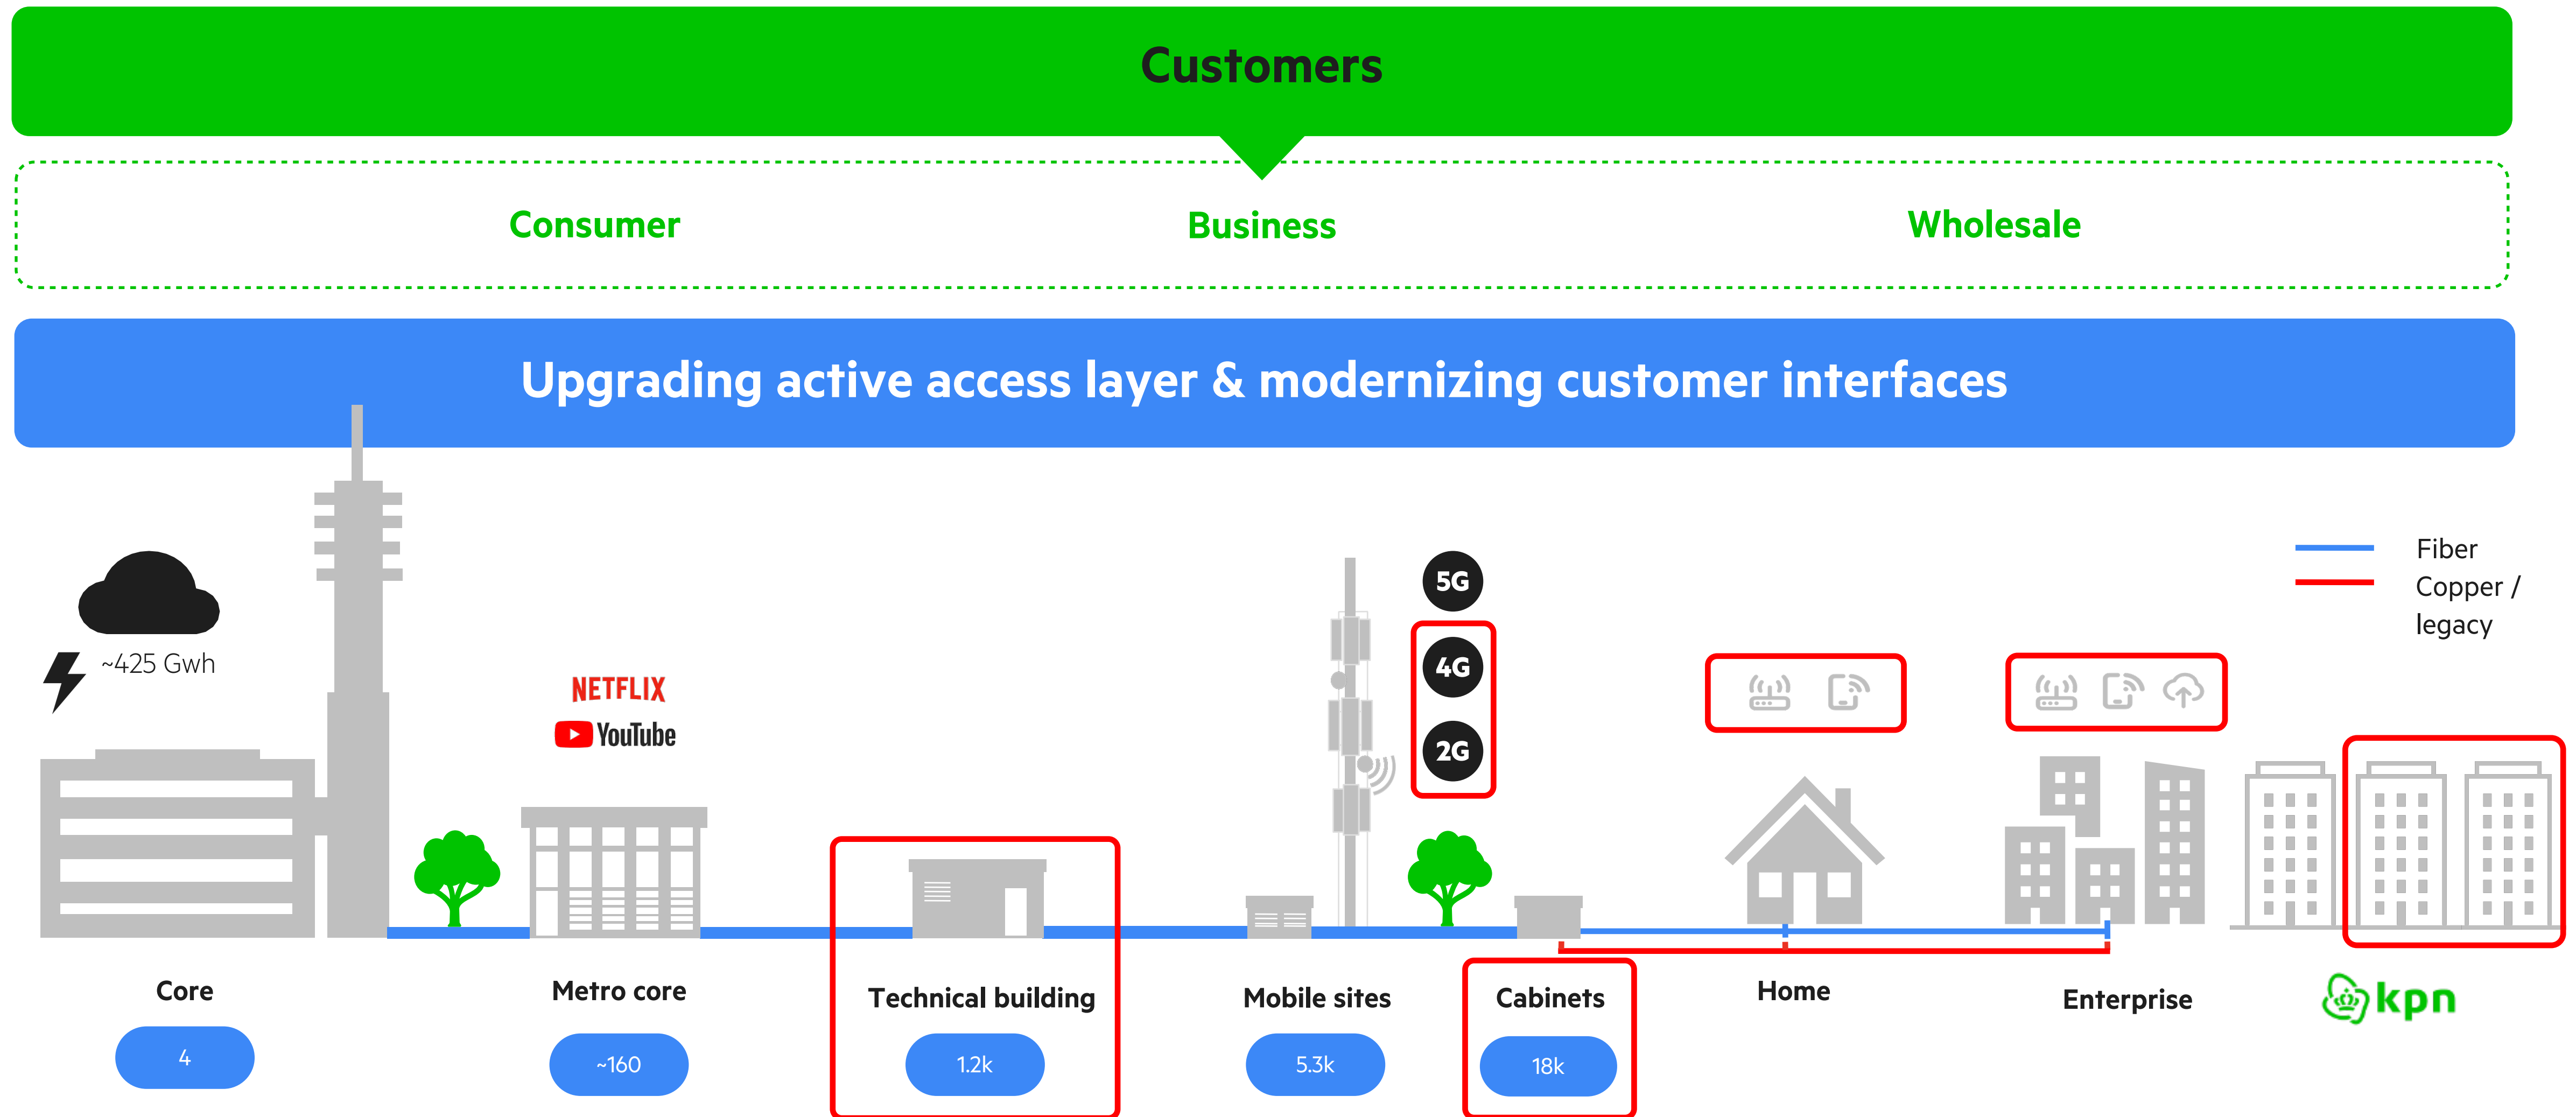 Customers
Consumer
Business
Wholesale
Upgrading active access layer & modernizing customer interfaces
~425 Gwh
NETFLIX
YouTube
5G
4G
2G
Fiber
Copper /
legacy
Core
Metro core
Technical building
Mobile sites
Cabinets
Home
Enterprise
kpn
4
~160
1.2k
5.3k
18k